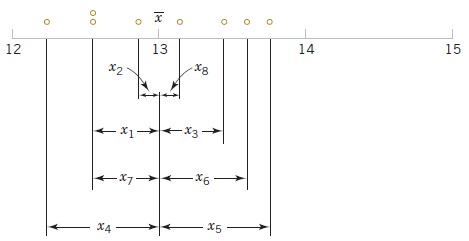 x̅
12 13 14 15
x₂ x₈
x₁ x₃
x₇ x₆
x₄ x₅